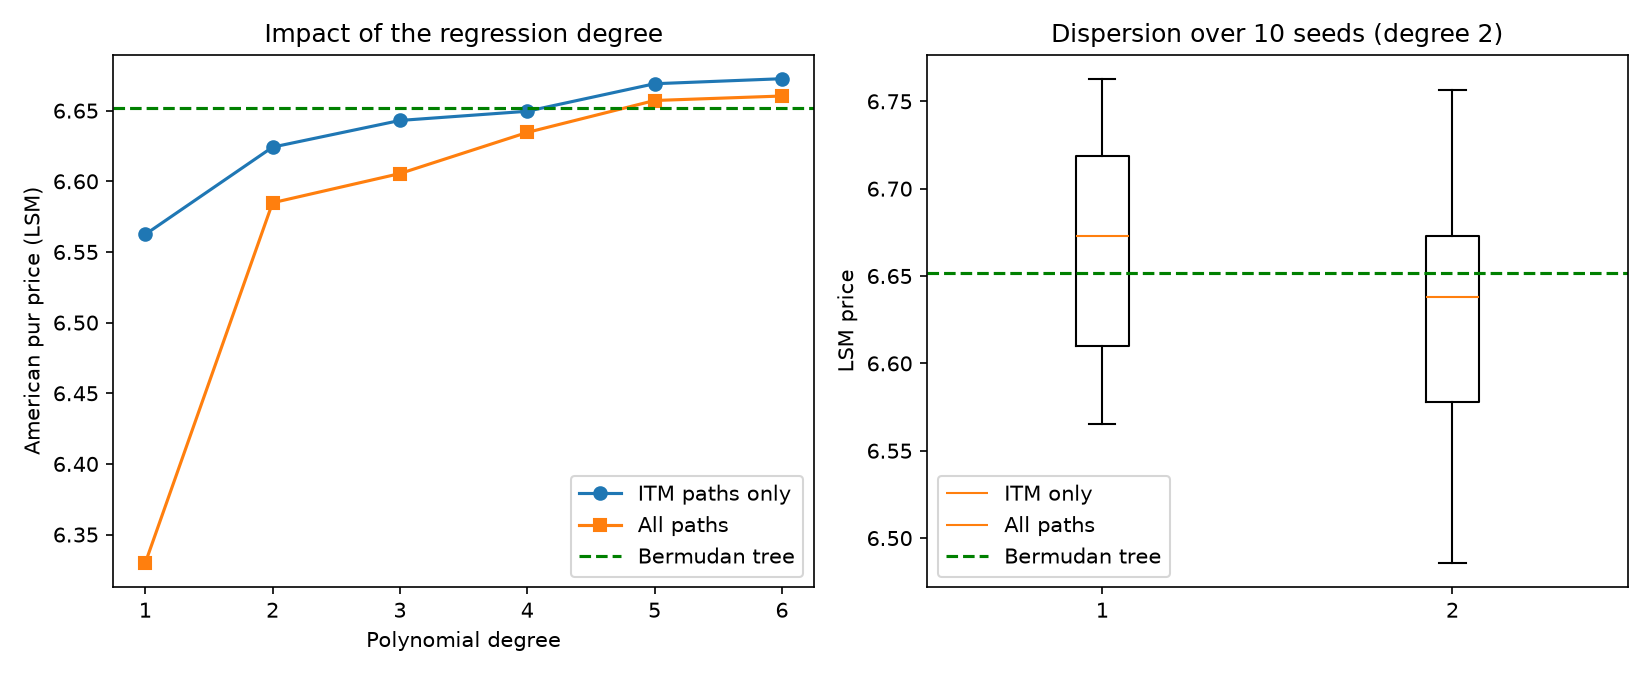 Impact of the regression degree
American pur price (LSM)
6.65
6.60
6.55
6.50
6.45
6.40
6.35
1 2 3 4 5 6
Polynomial degree
ITM paths only
All paths
Bermudan tree
Dispersion over 10 seeds (degree 2)
LSM price
6.75
6.70
6.65
6.60
6.55
6.50
1 2
ITM only
All paths
Bermudan tree